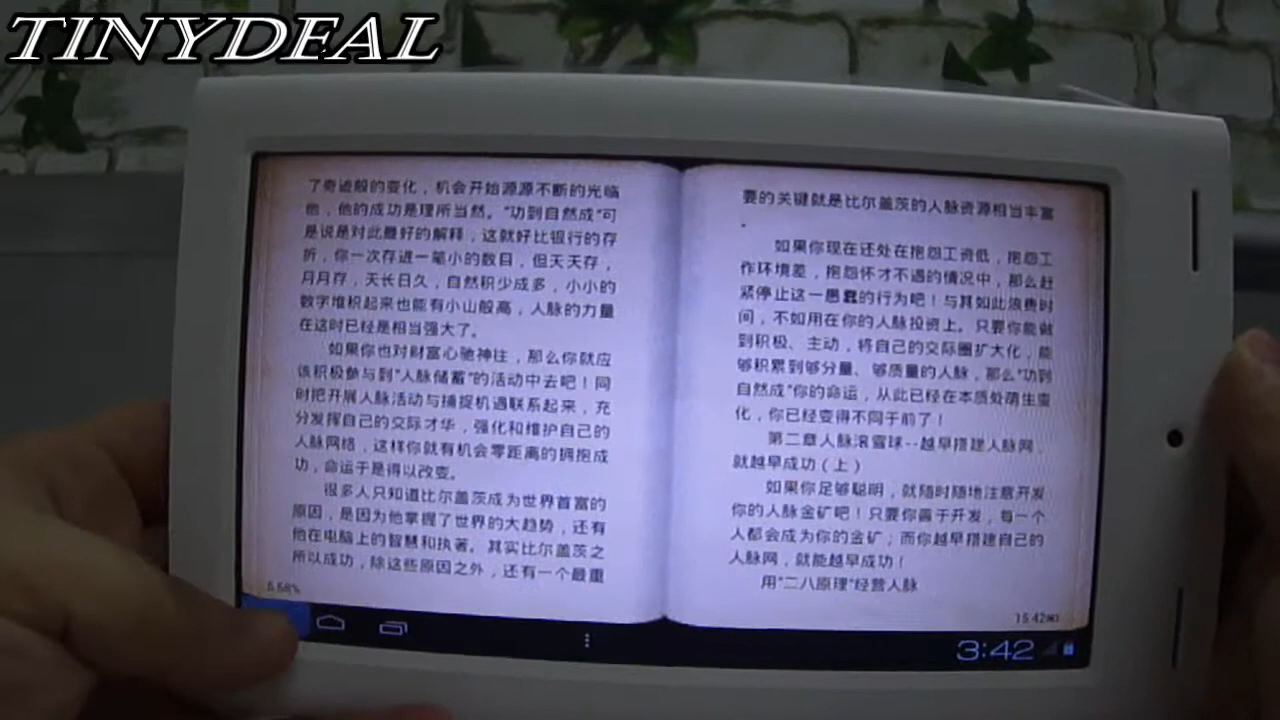 TINYDEAL
了奇迹般的变化，机会开始源源不断的光临
他，他的成功是理所当然。“功到自然成”可
是说是对此最好的解释，这就好比银行的存
折，你一次存进一笔小的数目，但天天存，
月月存，天长日久，自然积少成多，小小的
数字堆积起来也能有小山般高，人脉的力量
在这时已经是相当强大了。
如果你也对财富心驰神往，那么你就应
该积极参与到“人脉储蓄”的活动中去吧！同
时把开展人脉活动与捕捉机遇联系起来，充
分发挥自己的交际才华，强化和维护自己的
人脉网络，这样你就有机会零距离的拥抱成
功，命运于是得以改变。
很多人只知道比尔盖茨成为世界首富的
原因，是因为他掌握了世界的大趋势，还有
他在电脑上的智慧和执著。其实比尔盖茨之
所以成功，除这些原因之外，还有一个最重
要的关键就是比尔盖茨的人脉资源相当丰富
。
如果你现在还处在抱怨工资低，抱怨工
作环境差，抱怨怀才不遇的情况中，那么赶
紧停止这一愚蠢的行为吧！与其如此浪费时
间，不如用在你的人脉投资上。只要你能做
到积极、主动，将自己的交际圈扩大化，能
够积累到够分量、够质量的人脉，那么“功到
自然成”你的命运，从此已经在本质处萌生变
化，你已经变得不同于前了！
第二章人脉滚雪球--越早搭建人脉网，
就越早成功（上）
如果你足够聪明，就随时随地注意开发
你的人脉金矿吧！只要你善于开发，每一个
人都会成为你的金矿；而你越早搭建自己的
人脉网，就能越早成功！
用“二八原理”经营人脉
15:42
3:42